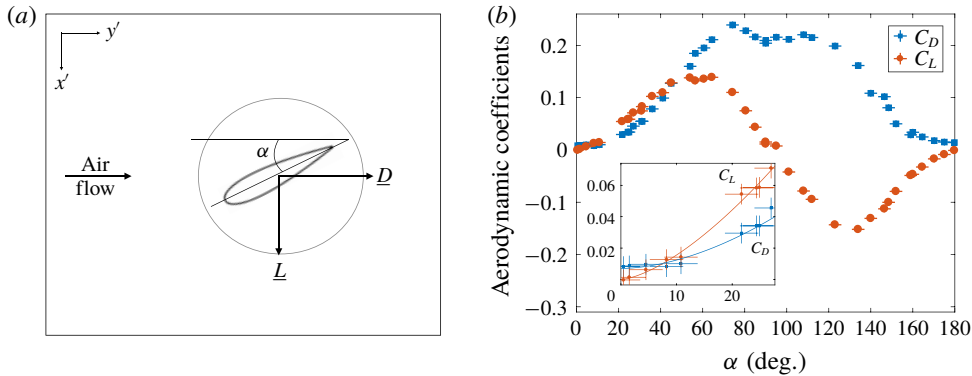 (a)
y′
x′
α
Air
flow
D
L
(b)
Aerodynamic coefficients
0.2
0.1
0
−0.1
−0.2
−0.3
C_D
C_L
C_L
C_D
0.06
0.04
0.02
0
0 10 20
0 20 40 60 80 100 120 140 160 180
α (deg.)